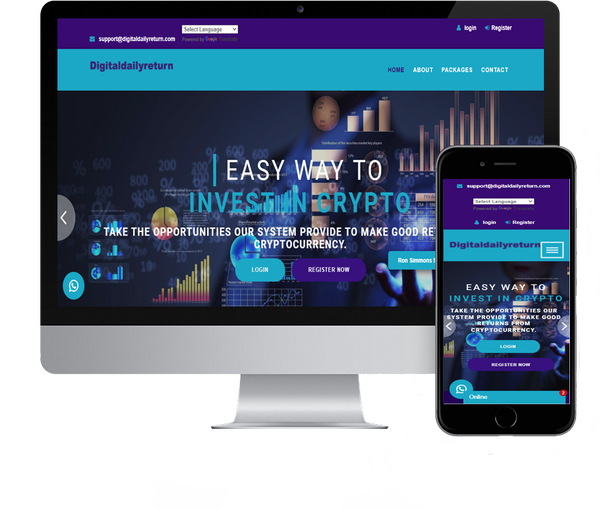 Select Language
Powered by Google Translate
support@digitaldailyreturn.com
login
Register
Digitaldailyreturn
HOME
ABOUT
PACKAGES
CONTACT
EASY WAY TO
INVEST IN CRYPTO
TAKE THE OPPORTUNITIES OUR SYSTEM PROVIDE TO MAKE GOOD RE
CRYPTOCURRENCY.
LOGIN
REGISTER NOW
Ron Simmons
support@digitaldailyreturn.com
Select Language
Powered by Google Translate
login
Register
Digitaldailyreturn
EASY WAY TO
INVEST IN CRYPTO
TAKE THE OPPORTUNITIES OUR
SYSTEM PROVIDE TO MAKE GOOD
RETURNS FROM
CRYPTOCURRENCY.
LOGIN
REGISTER NOW
Online